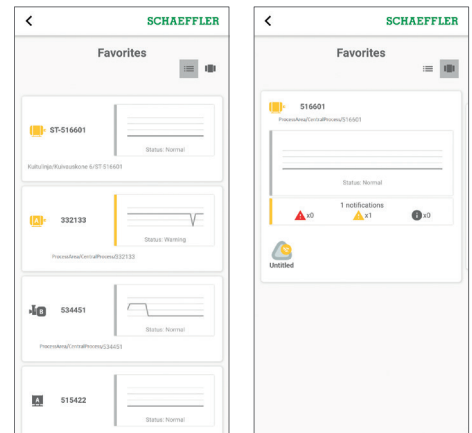 SCHAEFFLER
Favorites
ST-516601
Status: Normal
Kuitulinja/Kuivauskone 6/ST-516601
A
332133
Status: Warning
ProcessArea/CentralProcess/332133
B
534451
Status: Normal
ProcessArea/CentralProcess/534451
A
515422
Status: Normal
SCHAEFFLER
Favorites
516601
ProcessArea/CentralProcess/516601
Status: Normal
1 notifications
x0
x1
x0
Untitled